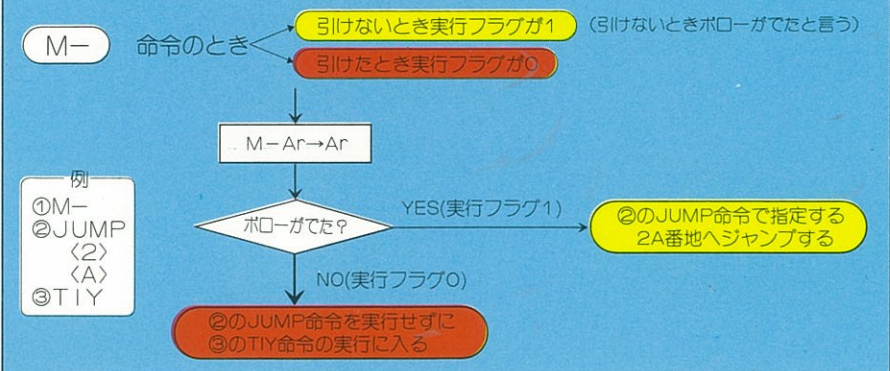 M−
命令のとき
引けないとき実行フラグが1
(引けないときボローがでたと言う)
引けたとき実行フラグが0
M−Ar→Ar
例
①M−
②JUMP
〈2〉
〈A〉
③TIY
ボローがでた?
YES(実行フラグ1)
②のJUMP命令で指定する
2A番地へジャンプする
NO(実行フラグ0)
②のJUMP命令を実行せずに
③のTIY命令の実行に入る